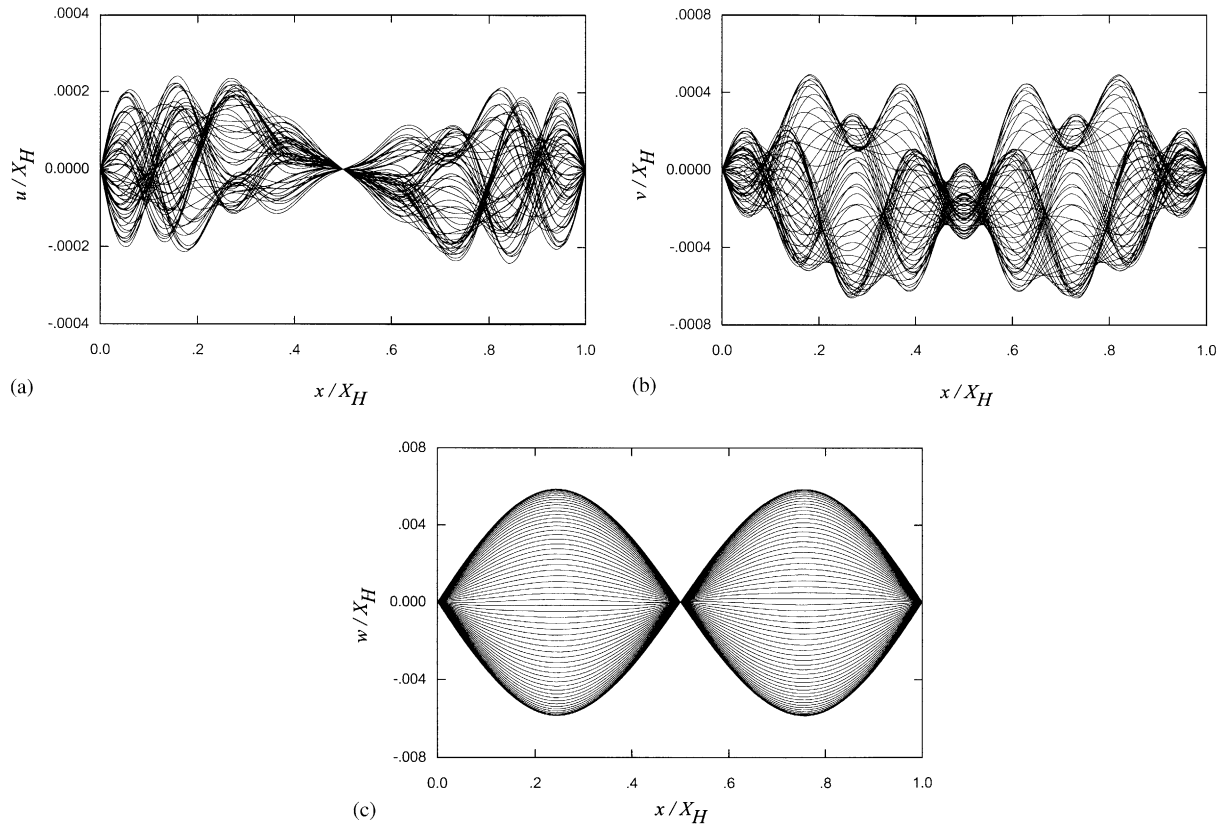 .0004
.0002
0.0000
-.0002
-.0004
u / X_H
0.0 .2 .4 .6 .8 1.0
x / X_H
(a)
.0008
.0004
0.0000
-.0004
-.0008
v / X_H
0.0 .2 .4 .6 .8 1.0
x / X_H
(b)
.008
.004
0.000
-.004
-.008
w / X_H
0.0 .2 .4 .6 .8 1.0
x / X_H
(c)